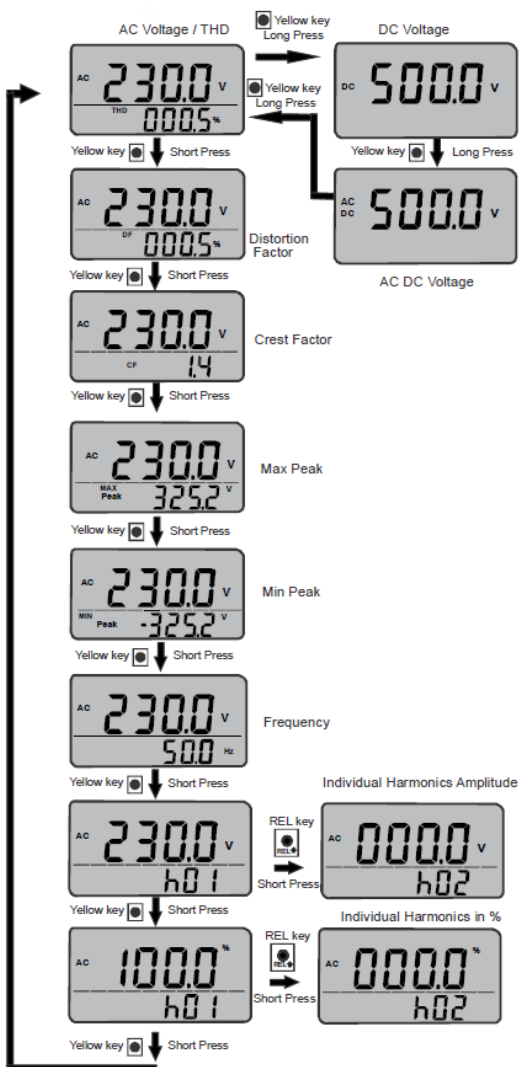 AC Voltage / THD
Yellow key
Long Press
DC Voltage
AC 230.0 V
THD 000.5%
Yellow key
Long Press
DC 500.0 V
Yellow key Short Press
Yellow key Long Press
AC 230.0 V
DF 000.5%
Distortion
Factor
AC
DC 500.0 V
AC DC Voltage
Yellow key Short Press
AC 230.0 V
CF 1.4
Crest Factor
Yellow key Short Press
AC 230.0 V
MAX
Peak 325.2 V
Max Peak
Yellow key Short Press
AC 230.0 V
MIN Peak -325.2 V
Min Peak
Yellow key Short Press
AC 230.0 V
50.0 Hz
Frequency
Yellow key Short Press
Individual Harmonics Amplitude
AC 230.0 V
h01
REL key
REL
Short Press
AC 000.0 V
h02
Yellow key Short Press
Individual Harmonics in %
AC 100.0 %
h01
REL key
REL
Short Press
AC 000.0 %
h02
Yellow key Short Press